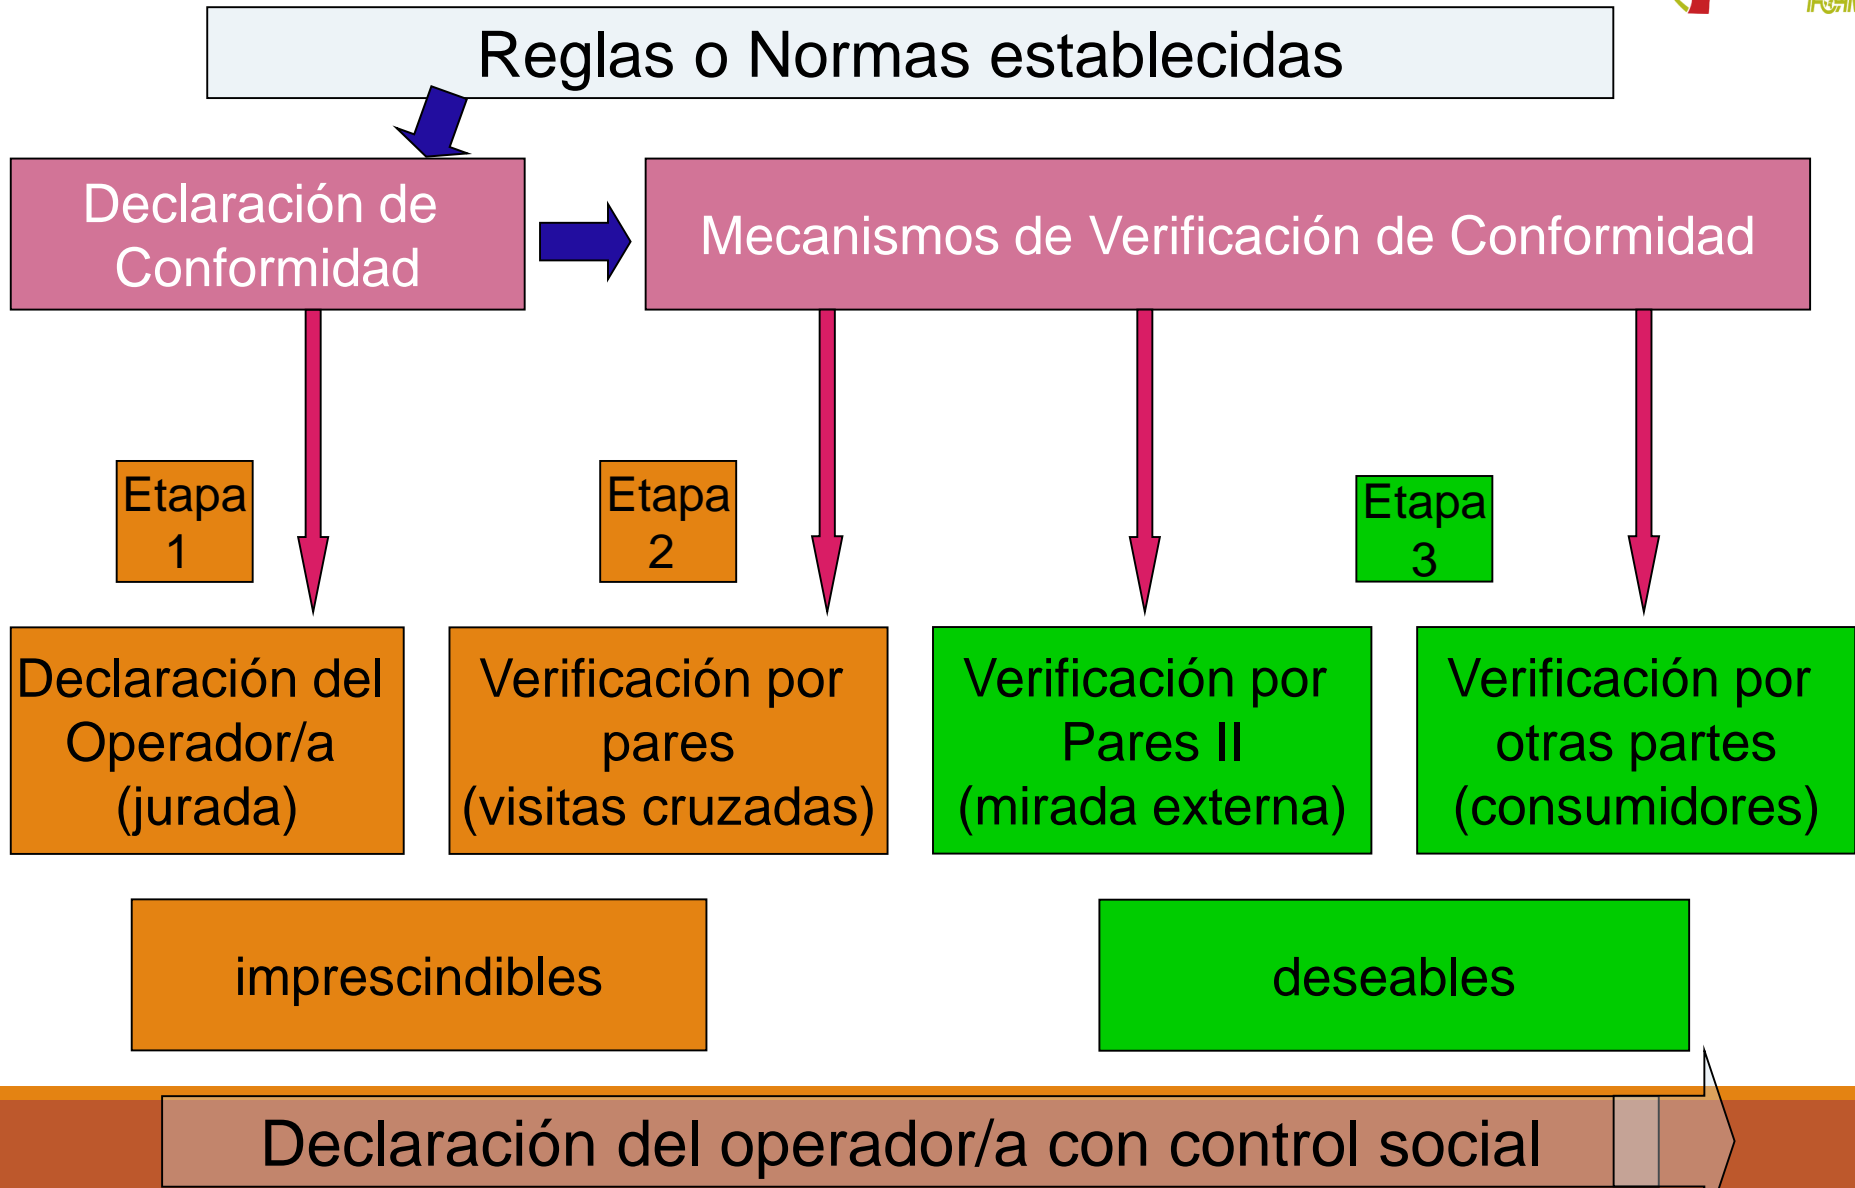 Reglas o Normas establecidas
Declaración de
Conformidad
Mecanismos de Verificación de Conformidad
Etapa
1
Etapa
2
Etapa
3
Declaración del
Operador/a
(jurada)
Verificación por
pares
(visitas cruzadas)
Verificación por
Pares II
(mirada externa)
Verificación por
otras partes
(consumidores)
imprescindibles
deseables
Declaración del operador/a con control social